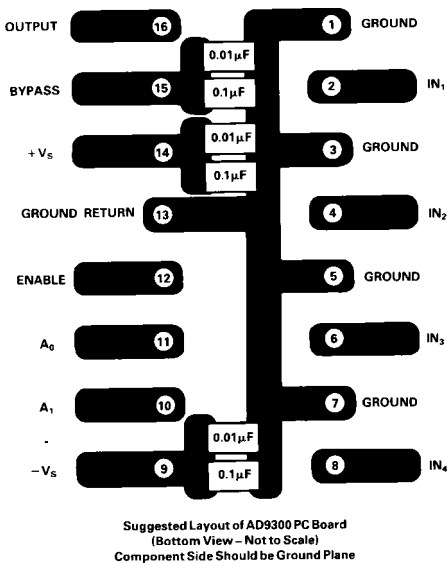 OUTPUT 16 1 GROUND
0.01µF
BYPASS 15 0.1µF 2 IN1
+VS 14 0.01µF 3 GROUND
0.1µF
GROUND RETURN 13 4 IN2
ENABLE 12 5 GROUND
A0 11 6 IN3
A1 10 7 GROUND
-
0.01µF
−VS 9 0.1µF 8 IN4
Suggested Layout of AD9300 PC Board
(Bottom View – Not to Scale)
Component Side Should be Ground Plane